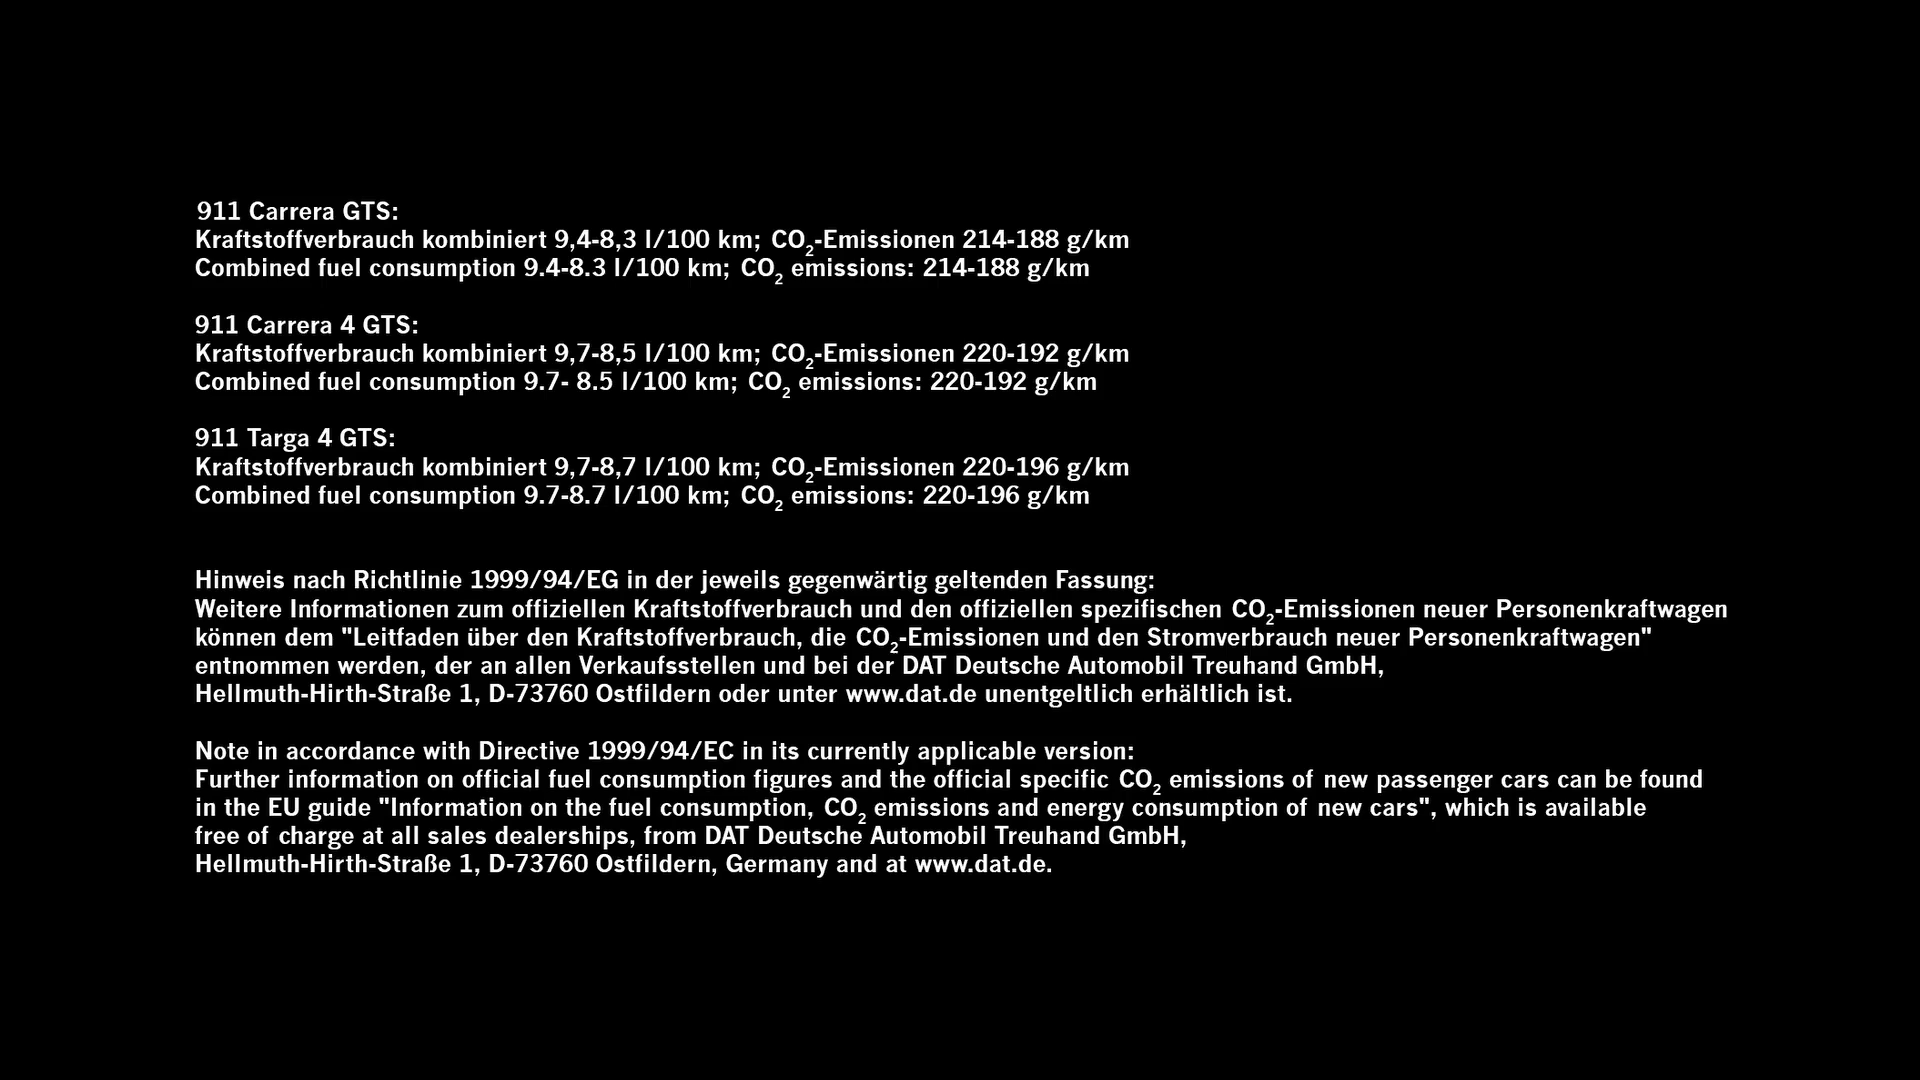 911 Carrera GTS:
Kraftstoffverbrauch kombiniert 9,4-8,3 l/100 km; CO₂-Emissionen 214-188 g/km
Combined fuel consumption 9.4-8.3 l/100 km; CO₂ emissions: 214-188 g/km
911 Carrera 4 GTS:
Kraftstoffverbrauch kombiniert 9,7-8,5 l/100 km; CO₂-Emissionen 220-192 g/km
Combined fuel consumption 9.7- 8.5 l/100 km; CO₂ emissions: 220-192 g/km
911 Targa 4 GTS:
Kraftstoffverbrauch kombiniert 9,7-8,7 l/100 km; CO₂-Emissionen 220-196 g/km
Combined fuel consumption 9.7-8.7 l/100 km; CO₂ emissions: 220-196 g/km
Hinweis nach Richtlinie 1999/94/EG in der jeweils gegenwärtig geltenden Fassung:
Weitere Informationen zum offiziellen Kraftstoffverbrauch und den offiziellen spezifischen CO₂-Emissionen neuer Personenkraftwagen
können dem "Leitfaden über den Kraftstoffverbrauch, die CO₂-Emissionen und den Stromverbrauch neuer Personenkraftwagen"
entnommen werden, der an allen Verkaufsstellen und bei der DAT Deutsche Automobil Treuhand GmbH,
Hellmuth-Hirth-Straße 1, D-73760 Ostfildern oder unter www.dat.de unentgeltlich erhältlich ist.
Note in accordance with Directive 1999/94/EC in its currently applicable version:
Further information on official fuel consumption figures and the official specific CO₂ emissions of new passenger cars can be found
in the EU guide "Information on the fuel consumption, CO₂ emissions and energy consumption of new cars", which is available
free of charge at all sales dealerships, from DAT Deutsche Automobil Treuhand GmbH,
Hellmuth-Hirth-Straße 1, D-73760 Ostfildern, Germany and at www.dat.de.